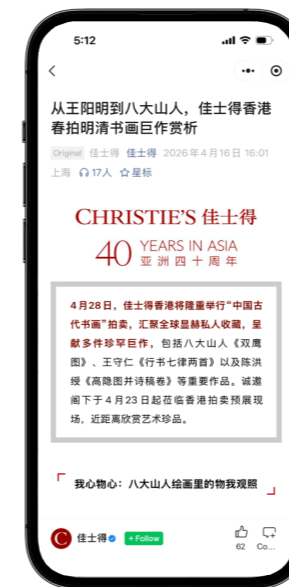 5:12
从王阳明到八大山人，佳士得香港
春拍明清书画巨作赏析
Original 佳士得 佳士得 2026年4月16日 16:01
上海 17人 星标
CHRISTIE'S 佳士得
40 YEARS IN ASIA
亚洲四十周年
4月28日，佳士得香港将隆重举行“中国古
代书画”拍卖，汇聚全球显赫私人收藏，呈
献多件珍罕巨作，包括八大山人《双鹰
图》、王守仁《行书七律两首》以及陈洪
绶《高隐图并诗稿卷》等重要作品。诚邀
阁下于4月23日起莅临香港拍卖预展现
场，近距离欣赏艺术珍品。
「 我心物心：八大山人绘画里的物我观照 」
C 佳士得 + Follow 62 Co...